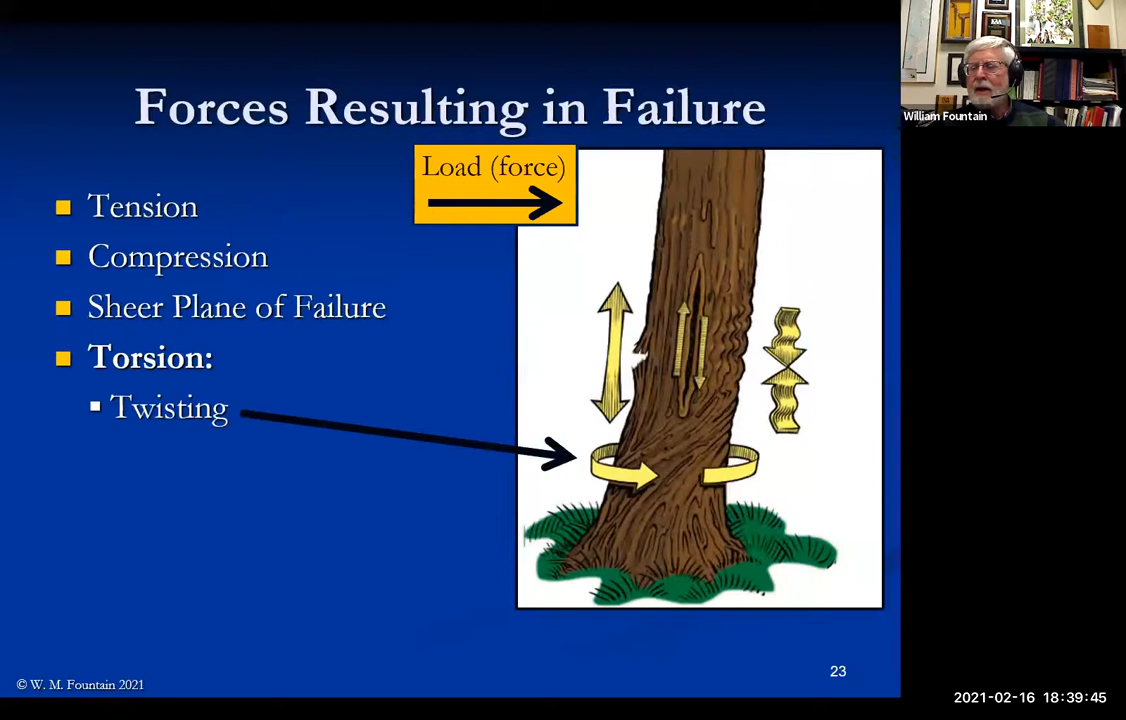 Forces Resulting in Failure
Load (force)
Tension
Compression
Sheer Plane of Failure
Torsion:
Twisting
© W. M. Fountain 2021
23
William Fountain
2021-02-16 18:39:45